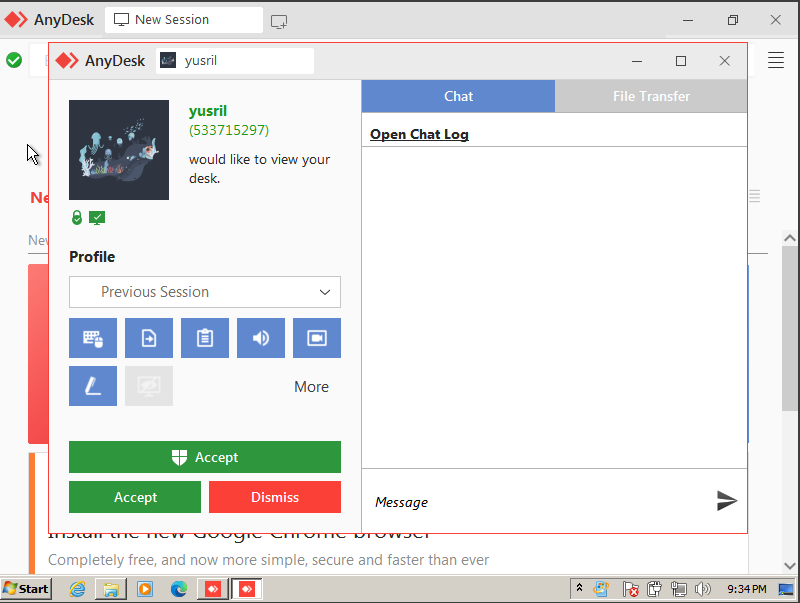 AnyDesk
New Session
AnyDesk
yusril
yusril
(533715297)
would like to view your
desk.
Profile
Previous Session
More
Accept
Accept
Dismiss
Chat
File Transfer
Open Chat Log
Message
Ne
New
Install the new Google Chrome browser
Completely free, and now more simple, secure and faster than ever
Start
9:34 PM